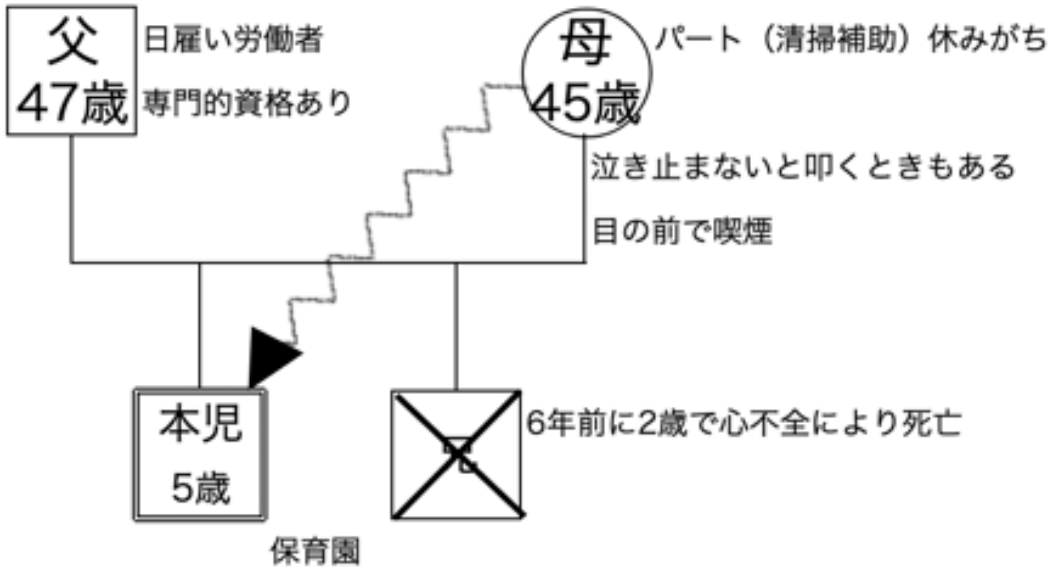 父
47歳
日雇い労働者
専門的資格あり
母
45歳
パート（清掃補助）休みがち
泣き止まないと叩くときもある
目の前で喫煙
本児
5歳
6年前に2歳で心不全により死亡
保育園